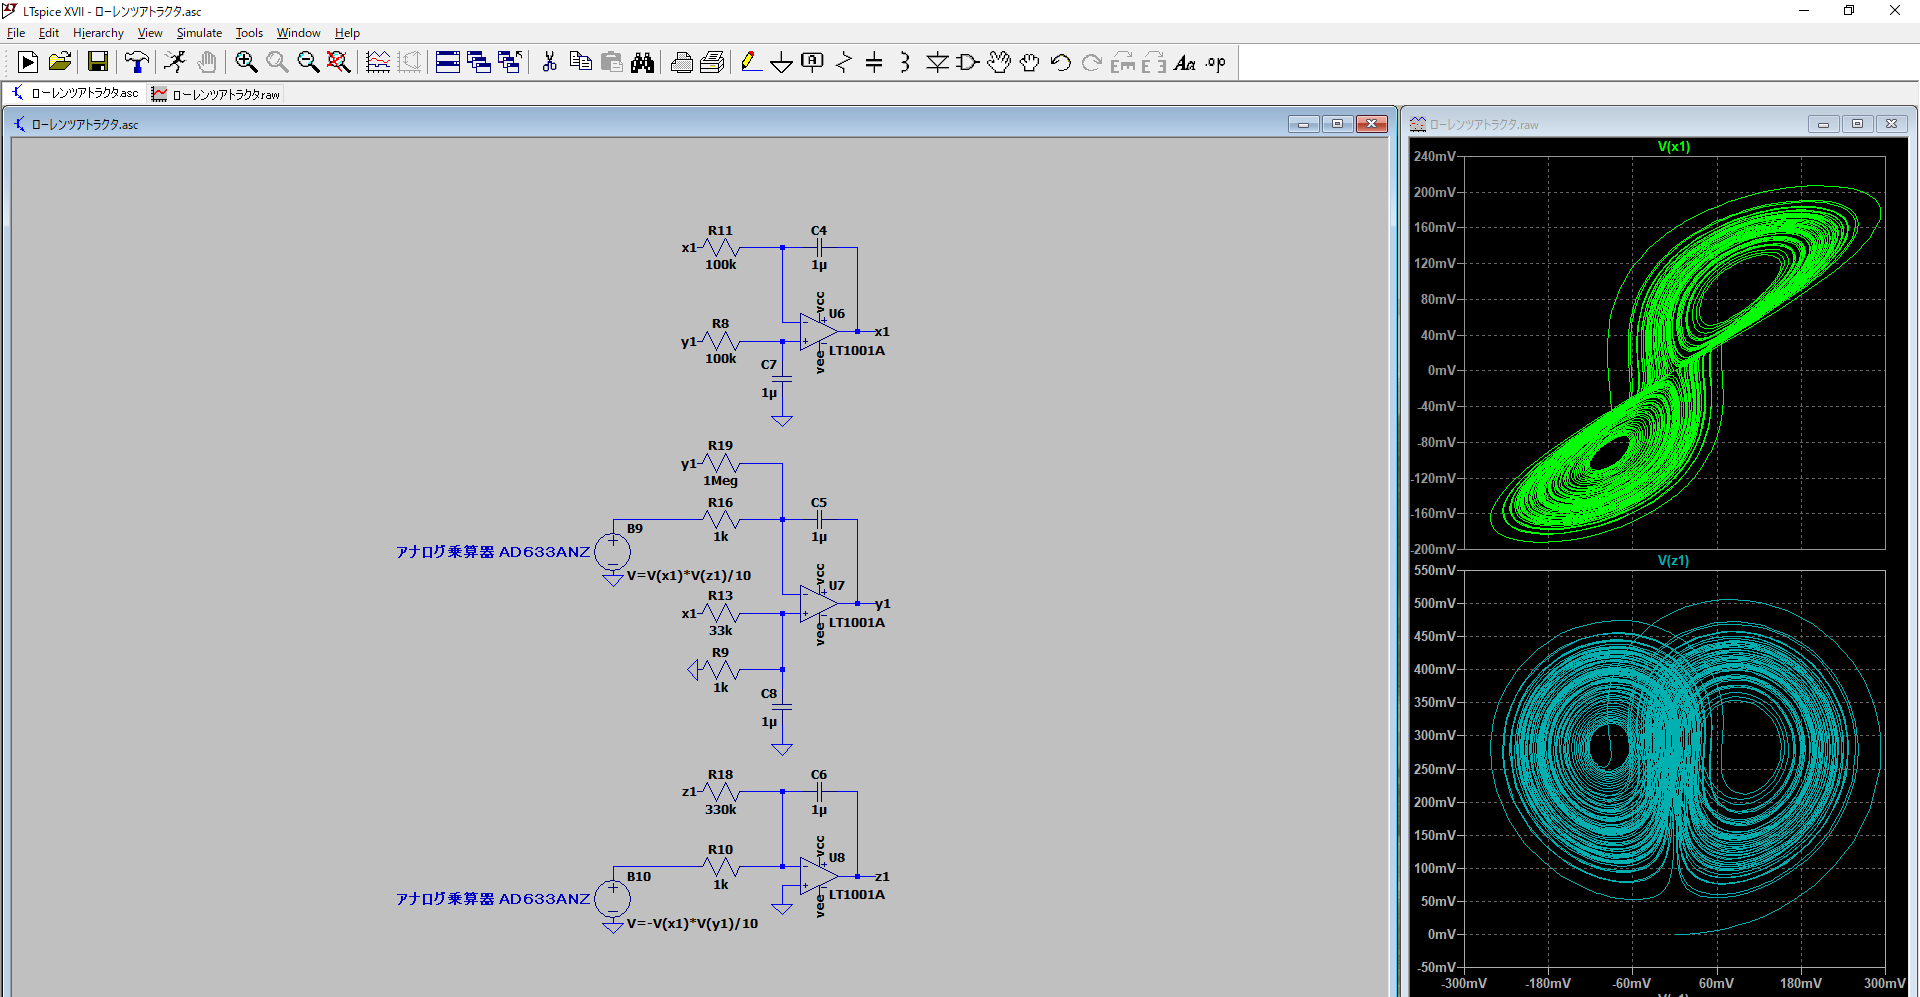 LTspice XVII - ローレンツアトラクタ.asc
File Edit Hierarchy View Simulate Tools Window Help
ローレンツアトラクタ.asc ローレンツアトラクタ.raw
ローレンツアトラクタ.asc
R11
C4
x1
100k
1µ
vcc
U6
R8
y1
x1
100k
vee
LT1001A
C7
1µ
R19
y1
1Meg
R16
C5
B9
1k
1µ
アナログ乗算器 AD633ANZ
V=V(x1)*V(z1)/10
vcc
U7
R13
x1
y1
33k
vee
LT1001A
R9
1k
C8
1µ
R18
C6
z1
330k
1µ
vcc
R10
U8
B10
1k
z1
アナログ乗算器 AD633ANZ
vee
LT1001A
V=-V(x1)*V(y1)/10
ローレンツアトラクタ.raw
V(x1)
240mV
200mV
160mV
120mV
80mV
40mV
0mV
-40mV
-80mV
-120mV
-160mV
-200mV
V(z1)
550mV
500mV
450mV
400mV
350mV
300mV
250mV
200mV
150mV
100mV
50mV
0mV
-50mV
-300mV -180mV -60mV 60mV 180mV 300mV